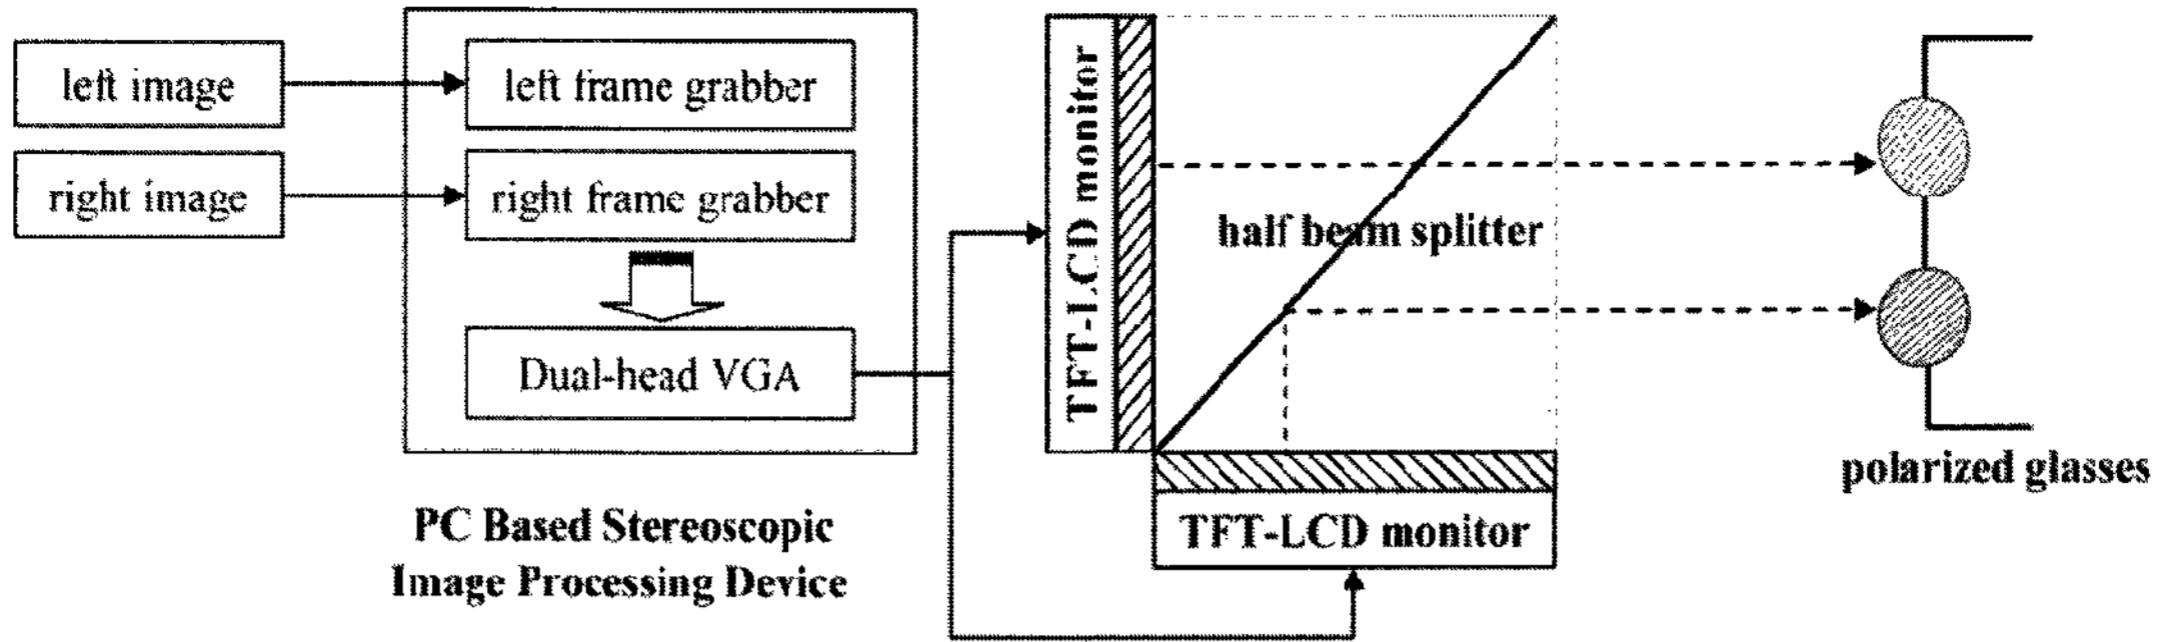 left image
left frame grabber
right image
right frame grabber
Dual-head VGA
PC Based Stereoscopic
Image Processing Device
TFT-LCD monitor
half beam splitter
TFT-LCD monitor
polarized glasses